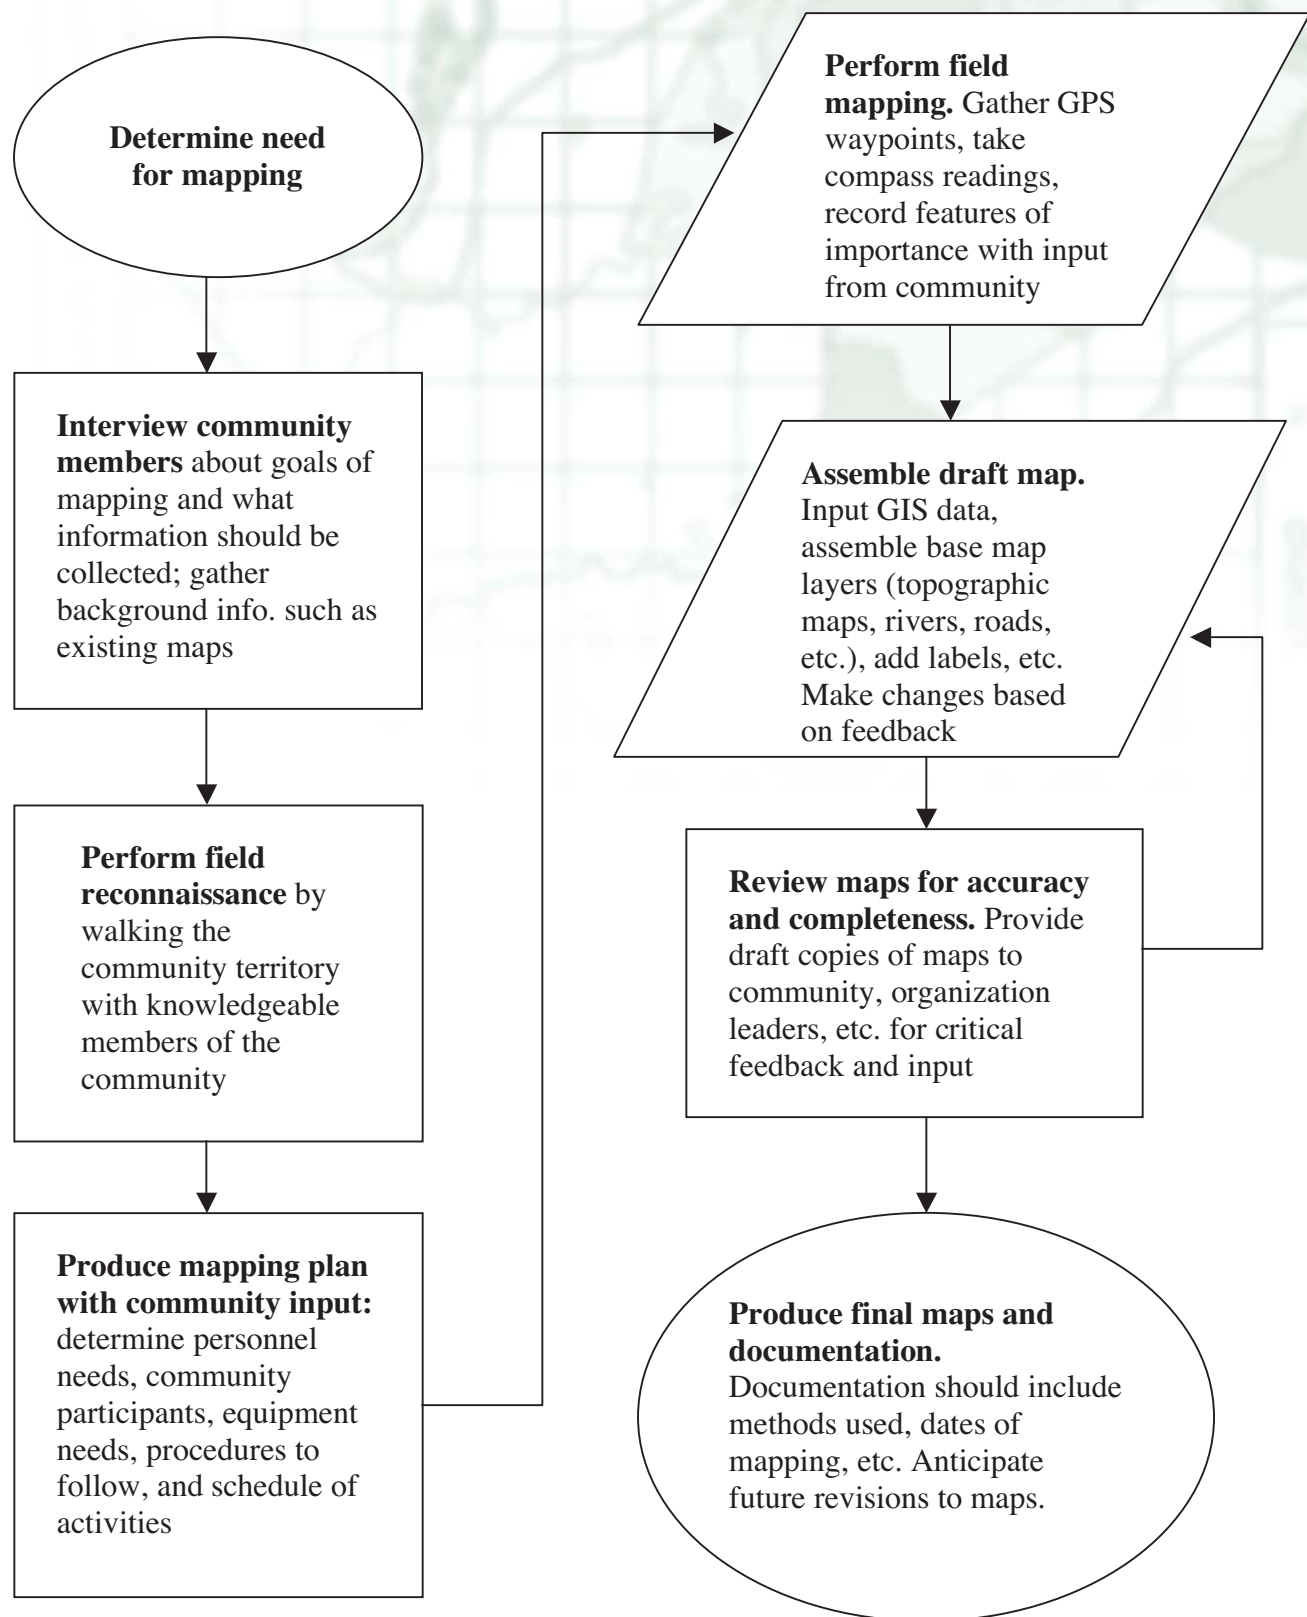 Determine need
for mapping
Interview community
members about goals of
mapping and what
information should be
collected; gather
background info. such as
existing maps
Perform field
reconnaissance by
walking the
community territory
with knowledgeable
members of the
community
Produce mapping plan
with community input:
determine personnel
needs, community
participants, equipment
needs, procedures to
follow, and schedule of
activities
Perform field
mapping. Gather GPS
waypoints, take
compass readings,
record features of
importance with input
from community
Assemble draft map.
Input GIS data,
assemble base map
layers (topographic
maps, rivers, roads,
etc.), add labels, etc.
Make changes based
on feedback
Review maps for accuracy
and completeness. Provide
draft copies of maps to
community, organization
leaders, etc. for critical
feedback and input
Produce final maps and
documentation.
Documentation should include
methods used, dates of
mapping, etc. Anticipate
future revisions to maps.